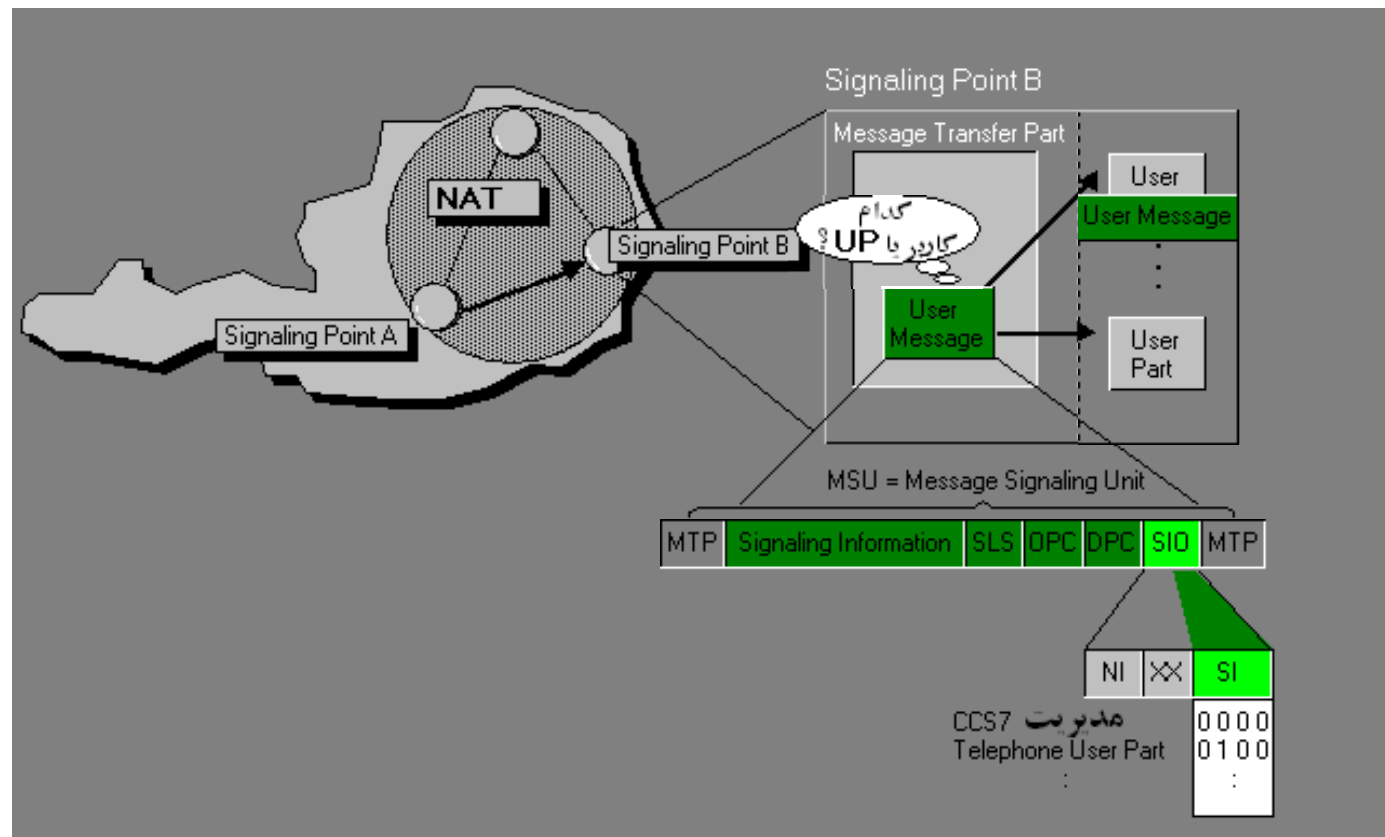 Signaling Point B
Message Transfer Part
User
User Message
NAT
کدام
کاربر یا UP ؟
Signaling Point B
User
Message
Signaling Point A
User
Part
MSU = Message Signaling Unit
MTP Signaling Information SLS OPC DPC SIO MTP
NI XX SI
مدیریت CCS7 0000
Telephone User Part 0100
: :